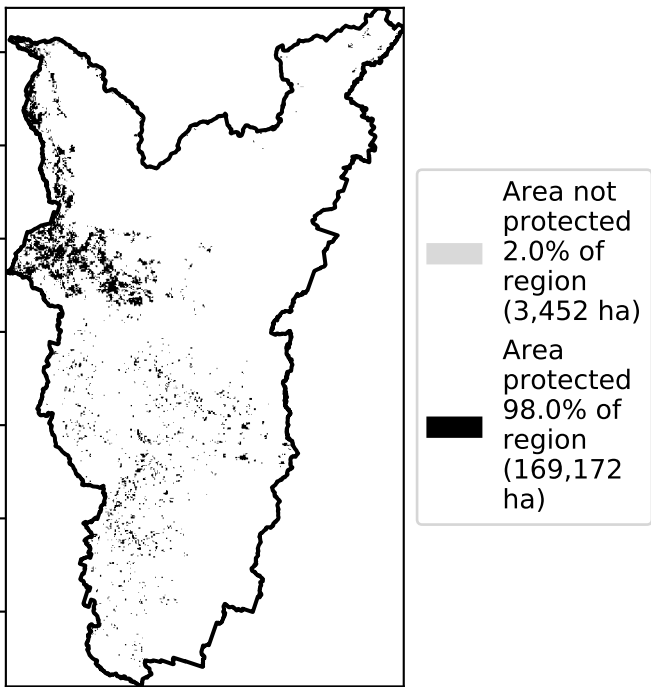 Area not
protected
2.0% of
region
(3,452 ha)
Area
protected
98.0% of
region
(169,172
ha)